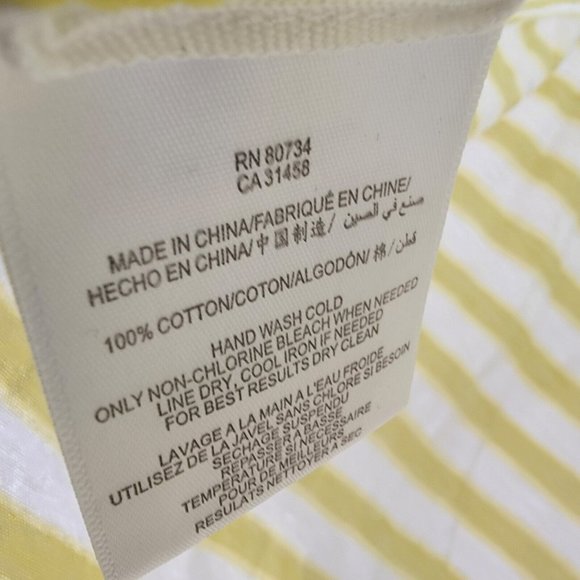 RN 80734
CA 31458
MADE IN CHINA/FABRIQUÉ EN CHINE/
HECHO EN CHINA/ 中国制造/ صنع في الصين
100% COTTON/COTON/ALGODÓN/ 棉/ قطن
HAND WASH COLD
ONLY NON-CHLORINE BLEACH WHEN NEEDED
LINE DRY, COOL IRON IF NEEDED
FOR BEST RESULTS DRY CLEAN
LAVAGE A LA MAIN A L'EAU FROIDE
UTILISEZ DE LA JAVEL SANS CHLORE SI BESOIN
SECHAGE SUSPENDU
REPASSER A BASSE
TEMPERATURE SI NECESSAIRE
POUR DE MEILLEURS
RESULATS NETTOYER A SEC